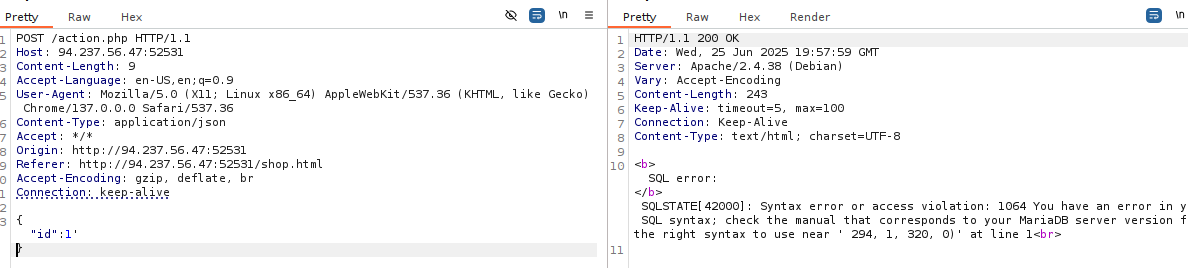 Pretty Raw Hex
\n
1 POST /action.php HTTP/1.1
2 Host: 94.237.56.47:52531
3 Content-Length: 9
4 Accept-Language: en-US,en;q=0.9
5 User-Agent: Mozilla/5.0 (X11; Linux x86_64) AppleWebKit/537.36 (KHTML, like Gecko)
Chrome/137.0.0.0 Safari/537.36
6 Content-Type: application/json
7 Accept: */*
8 Origin: http://94.237.56.47:52531
9 Referer: http://94.237.56.47:52531/shop.html
0 Accept-Encoding: gzip, deflate, br
1 Connection: keep-alive
2
3 {
"id":1'
}
Pretty Raw Hex Render
\n
1 HTTP/1.1 200 OK
2 Date: Wed, 25 Jun 2025 19:57:59 GMT
3 Server: Apache/2.4.38 (Debian)
4 Vary: Accept-Encoding
5 Content-Length: 243
6 Keep-Alive: timeout=5, max=100
7 Connection: Keep-Alive
8 Content-Type: text/html; charset=UTF-8
9
10 <b>
SQL error:
</b>
SQLSTATE[42000]: Syntax error or access violation: 1064 You have an error in y
SQL syntax; check the manual that corresponds to your MariaDB server version f
the right syntax to use near ' 294, 1, 320, 0)' at line 1<br>
11